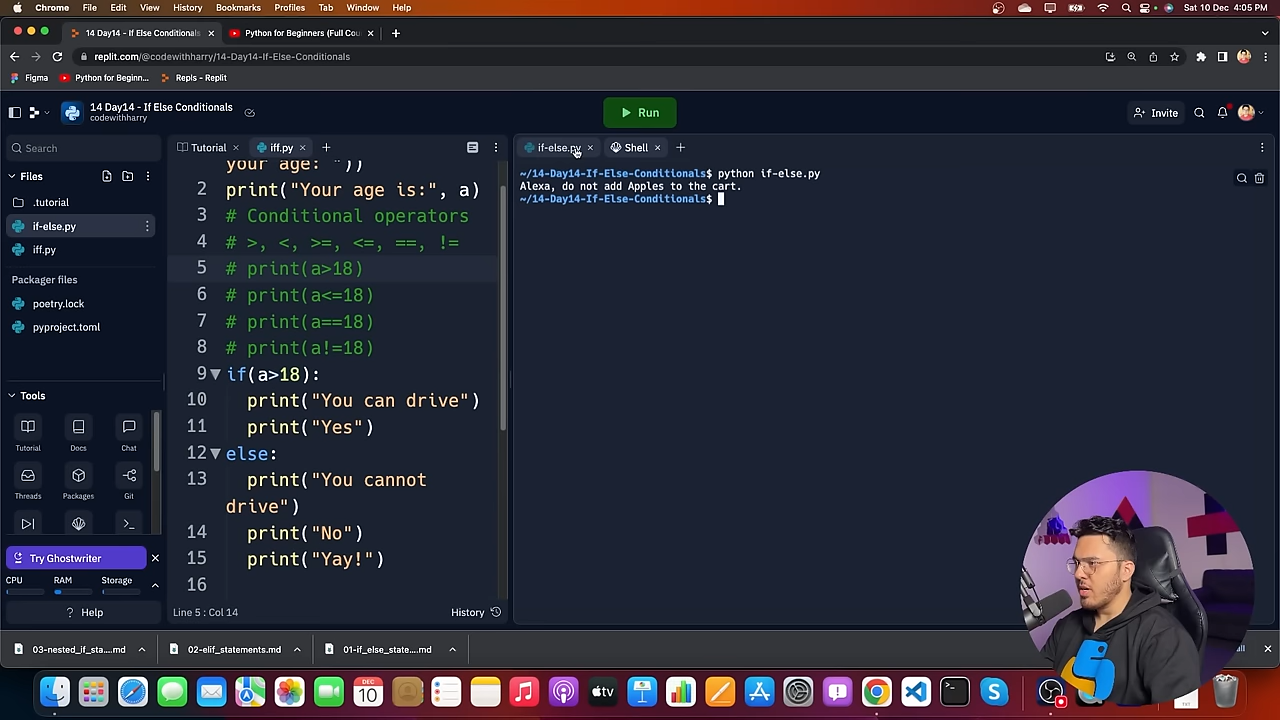 Chrome File Edit View History Bookmarks Profiles Tab Window Help Sat 10 Dec 4:05 PM
14 Day14 - If Else Conditionals Python for Beginners (Full Cou
replit.com/@codewithharry/14-Day14-If-Else-Conditionals
Figma Python for Beginn... Repls - Replit
14 Day14 - If Else Conditionals
codewithharry
Run
Invite
Search
Files
.tutorial
if-else.py
iff.py
Packager files
poetry.lock
pyproject.toml
Tools
Tutorial Docs Chat
Threads Packages Git
Try Ghostwriter
CPU RAM Storage
? Help
Tutorial iff.py
your age: "))
2 print("Your age is:", a)
3 # Conditional operators
4 # >, <, >=, <=, ==, !=
5 # print(a>18)
6 # print(a<=18)
7 # print(a==18)
8 # print(a!=18)
9 if(a>18):
10 print("You can drive")
11 print("Yes")
12 else:
13 print("You cannot
drive")
14 print("No")
15 print("Yay!")
16
Line 5 : Col 14 History
if-else.py Shell
~/14-Day14-If-Else-Conditionals$ python if-else.py
Alexa, do not add Apples to the cart.
~/14-Day14-If-Else-Conditionals$
03-nested_if_sta....md 02-elif_statements.md 01-if_else_state....md
DEC
10
tv
TXT